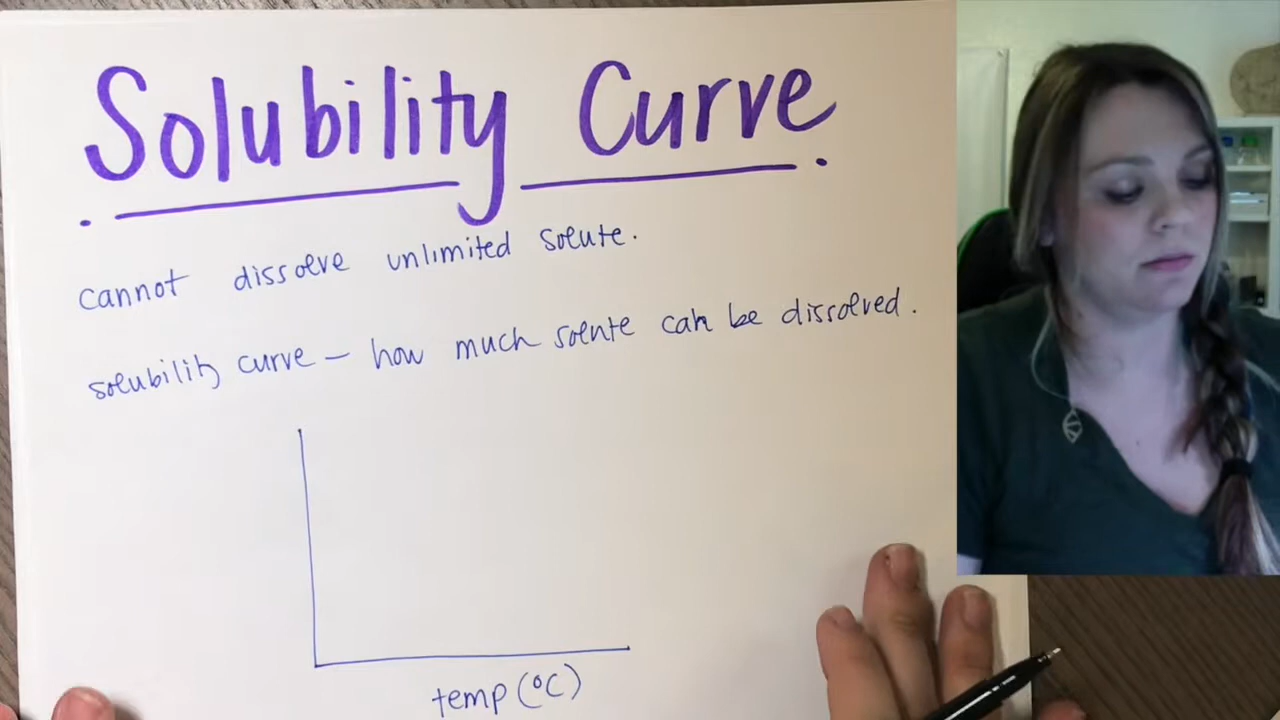 Solubility Curve
cannot dissolve unlimited solute.
solubility curve – how much solute can be dissolved.
temp (°C)